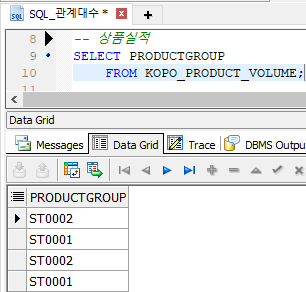 SQL_관계대수 *
8 -- 상품실적
9 SELECT PRODUCTGROUP
10 FROM KOPO_PRODUCT_VOLUME;
Data Grid
Messages Data Grid Trace DBMS Outpu
PRODUCTGROUP
ST0002
ST0001
ST0002
ST0001